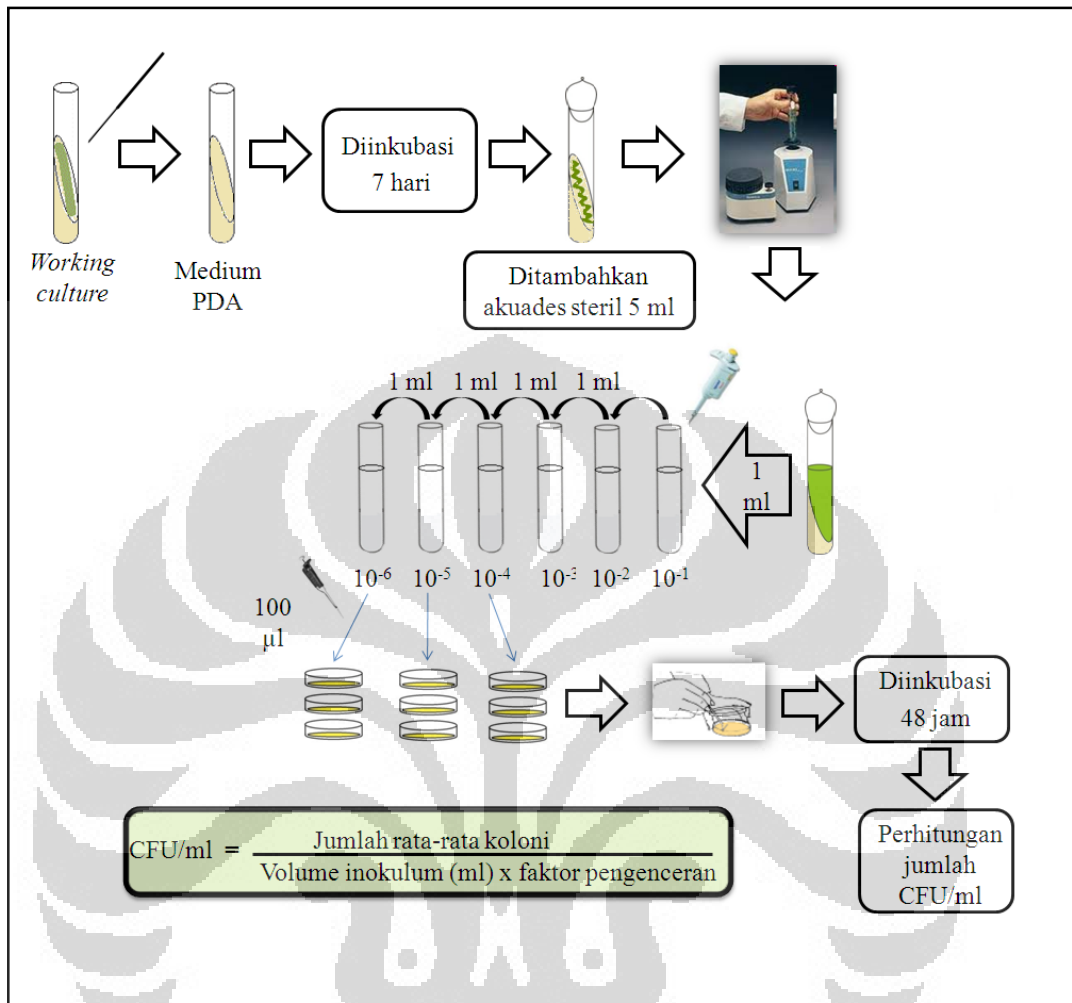 Working
culture
Medium
PDA
Diinkubasi
7 hari
Ditambahkan
akuades steril 5 ml
1 ml
1 ml
1 ml
1 ml
1
ml
10-6
10-5
10-4
10-3
10-2
10-1
100
µl
Diinkubasi
48 jam
Perhitungan
jumlah
CFU/ml
CFU/ml = Jumlah rata-rata koloni
Volume inokulum (ml) x faktor pengenceran